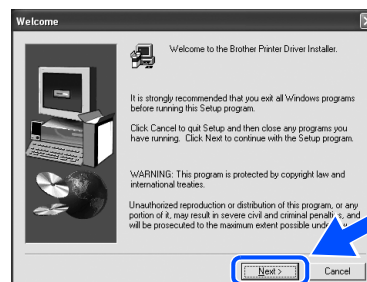 Welcome
Welcome to the Brother Printer Driver Installer.
It is strongly recommended that you exit all Windows programs
before running this Setup program.
Click Cancel to quit Setup and then close any programs you
have running. Click Next to continue with the Setup program.
WARNING: This program is protected by copyright law and
international treaties.
Unauthorized reproduction or distribution of this program, or any
portion of it, may result in severe civil and criminal penalties, and
will be prosecuted to the maximum extent possible under
Next >
Cancel